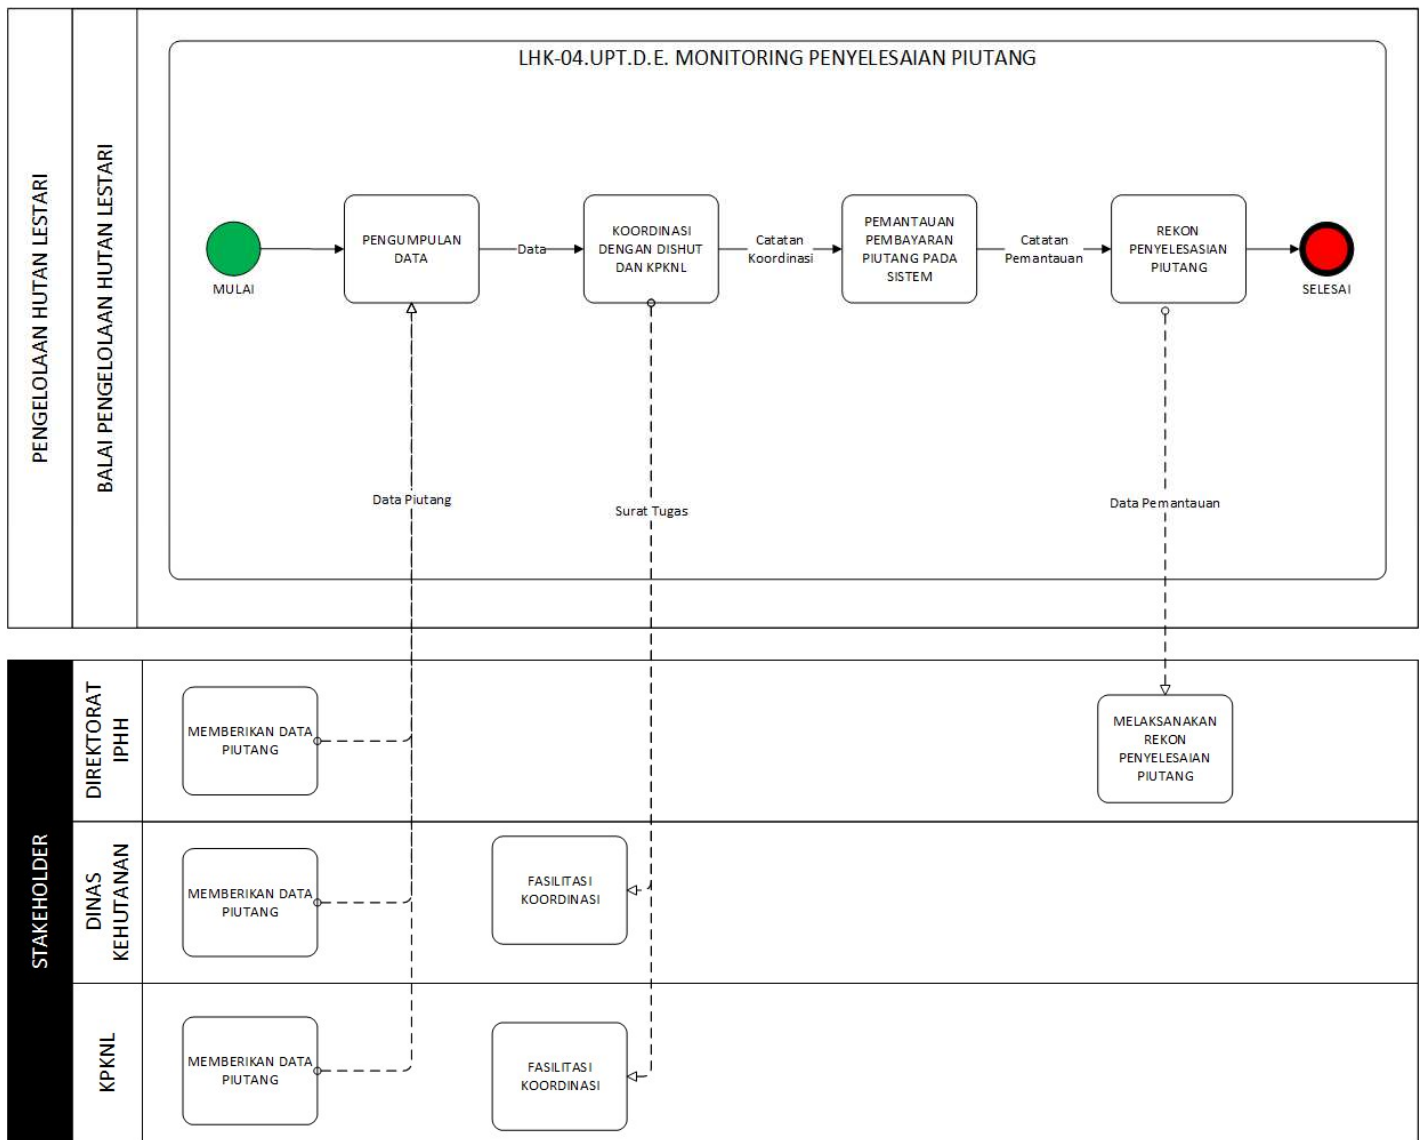 LHK-04.UPT.D.E. MONITORING PENYELESAIAN PIUTANG
PENGELOLAAN HUTAN LESTARI
BALAI PENGELOLAAN HUTAN LESTARI
MULAI
PENGUMPULAN
DATA
Data
KOORDINASI
DENGAN DISHUT
DAN KPKNL
Catatan
Koordinasi
PEMANTAUAN
PEMBAYARAN
PIUTANG PADA
SISTEM
Catatan
Pemantauan
REKON
PENYELESASIAN
PIUTANG
SELESAI
Data Piutang
Surat Tugas
Data Pemantauan
STAKEHOLDER
DIREKTORAT
IPHH
MEMBERIKAN DATA
PIUTANG
MELAKSANAKAN
REKON
PENYELESAIAN
PIUTANG
DINAS
KEHUTANAN
MEMBERIKAN DATA
PIUTANG
FASILITASI
KOORDINASI
KPKNL
MEMBERIKAN DATA
PIUTANG
FASILITASI
KOORDINASI